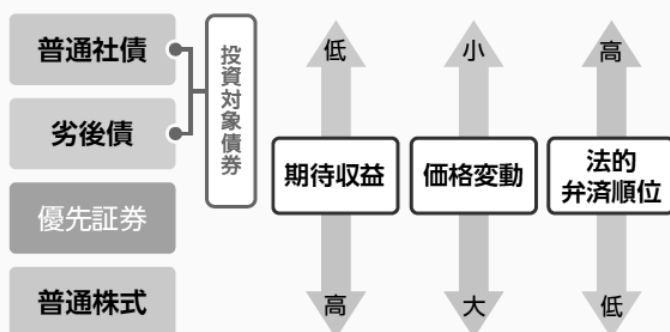 普通社債
劣後債
優先証券
普通株式
投資対象債券
低
小
高
期待収益
価格変動
法的
弁済順位
高
大
低